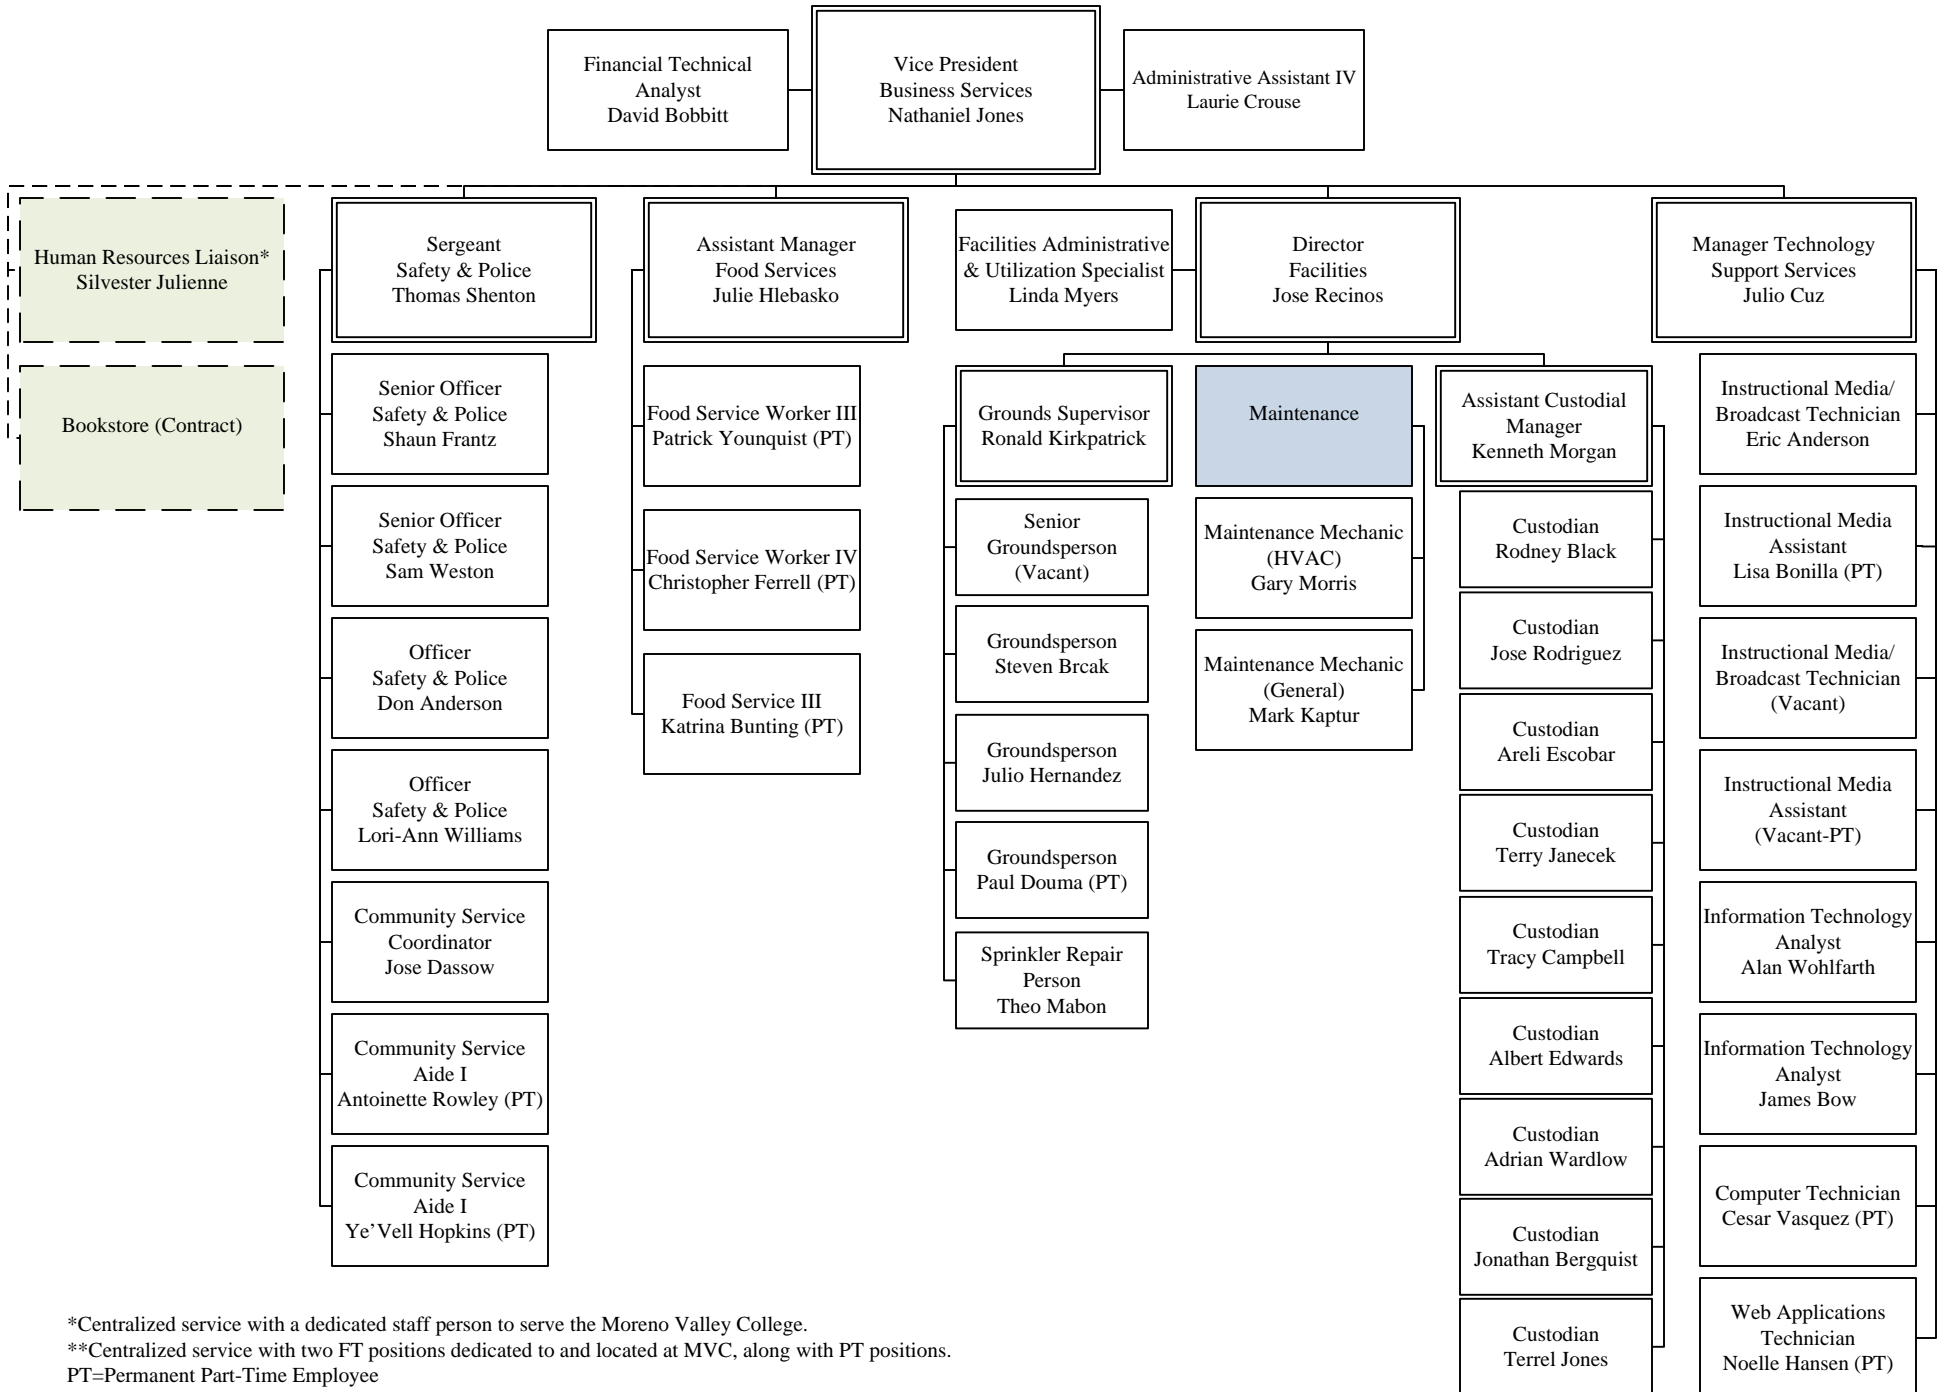 Financial Technical
Analyst
David Bobbitt
Vice President
Business Services
Nathaniel Jones
Administrative Assistant IV
Laurie Crouse
Human Resources Liaison*
Silvester Julienne
Bookstore (Contract)
Sergeant
Safety & Police
Thomas Shenton
Senior Officer
Safety & Police
Shaun Frantz
Senior Officer
Safety & Police
Sam Weston
Officer
Safety & Police
Don Anderson
Officer
Safety & Police
Lori-Ann Williams
Community Service
Coordinator
Jose Dassow
Community Service
Aide I
Antoinette Rowley (PT)
Community Service
Aide I
Ye’Vell Hopkins (PT)
Assistant Manager
Food Services
Julie Hlebasko
Food Service Worker III
Patrick Younquist (PT)
Food Service Worker IV
Christopher Ferrell (PT)
Food Service III
Katrina Bunting (PT)
Facilities Administrative
& Utilization Specialist
Linda Myers
Director
Facilities
Jose Recinos
Grounds Supervisor
Ronald Kirkpatrick
Senior
Groundsperson
(Vacant)
Groundsperson
Steven Brcak
Groundsperson
Julio Hernandez
Groundsperson
Paul Douma (PT)
Sprinkler Repair
Person
Theo Mabon
Maintenance
Maintenance Mechanic
(HVAC)
Gary Morris
Maintenance Mechanic
(General)
Mark Kaptur
Assistant Custodial
Manager
Kenneth Morgan
Custodian
Rodney Black
Custodian
Jose Rodriguez
Custodian
Areli Escobar
Custodian
Terry Janecek
Custodian
Tracy Campbell
Custodian
Albert Edwards
Custodian
Adrian Wardlow
Custodian
Jonathan Bergquist
Custodian
Terrel Jones
Manager Technology
Support Services
Julio Cuz
Instructional Media/
Broadcast Technician
Eric Anderson
Instructional Media
Assistant
Lisa Bonilla (PT)
Instructional Media/
Broadcast Technician
(Vacant)
Instructional Media
Assistant
(Vacant-PT)
Information Technology
Analyst
Alan Wohlfarth
Information Technology
Analyst
James Bow
Computer Technician
Cesar Vasquez (PT)
Web Applications
Technician
Noelle Hansen (PT)
*Centralized service with a dedicated staff person to serve the Moreno Valley College.
**Centralized service with two FT positions dedicated to and located at MVC, along with PT positions.
PT=Permanent Part-Time Employee